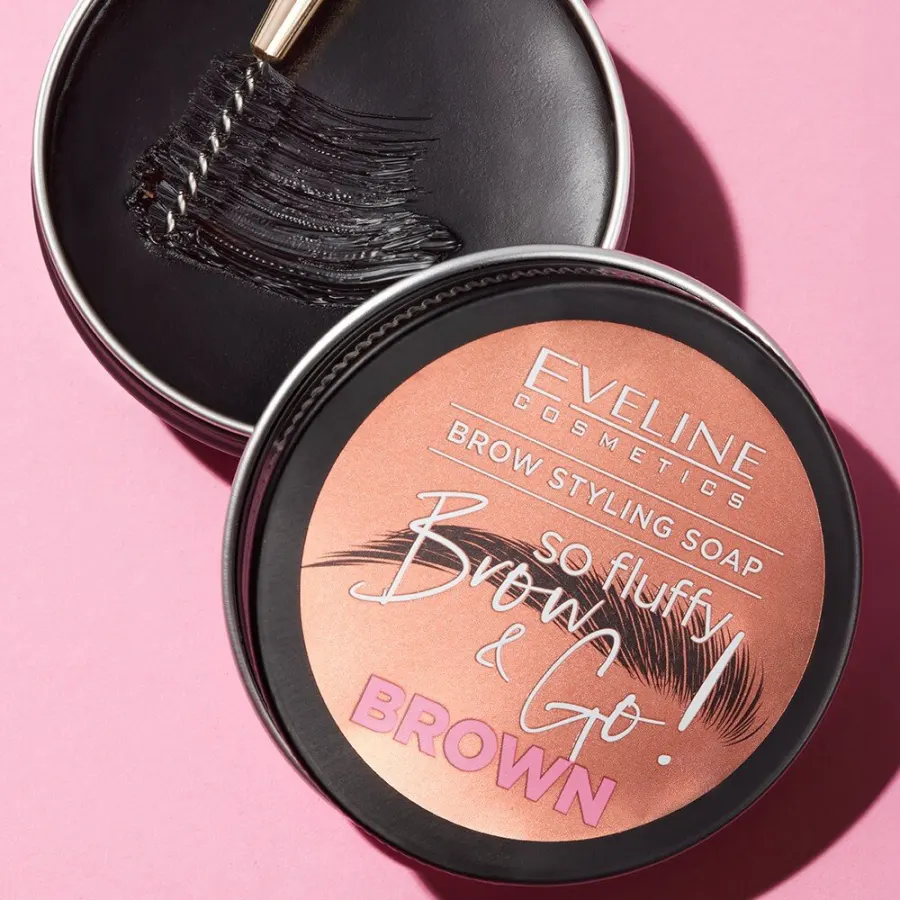 EVELINE
COSMETICS
BROW STYLING SOAP
so fluffy
Brow
& Go!
BROWN